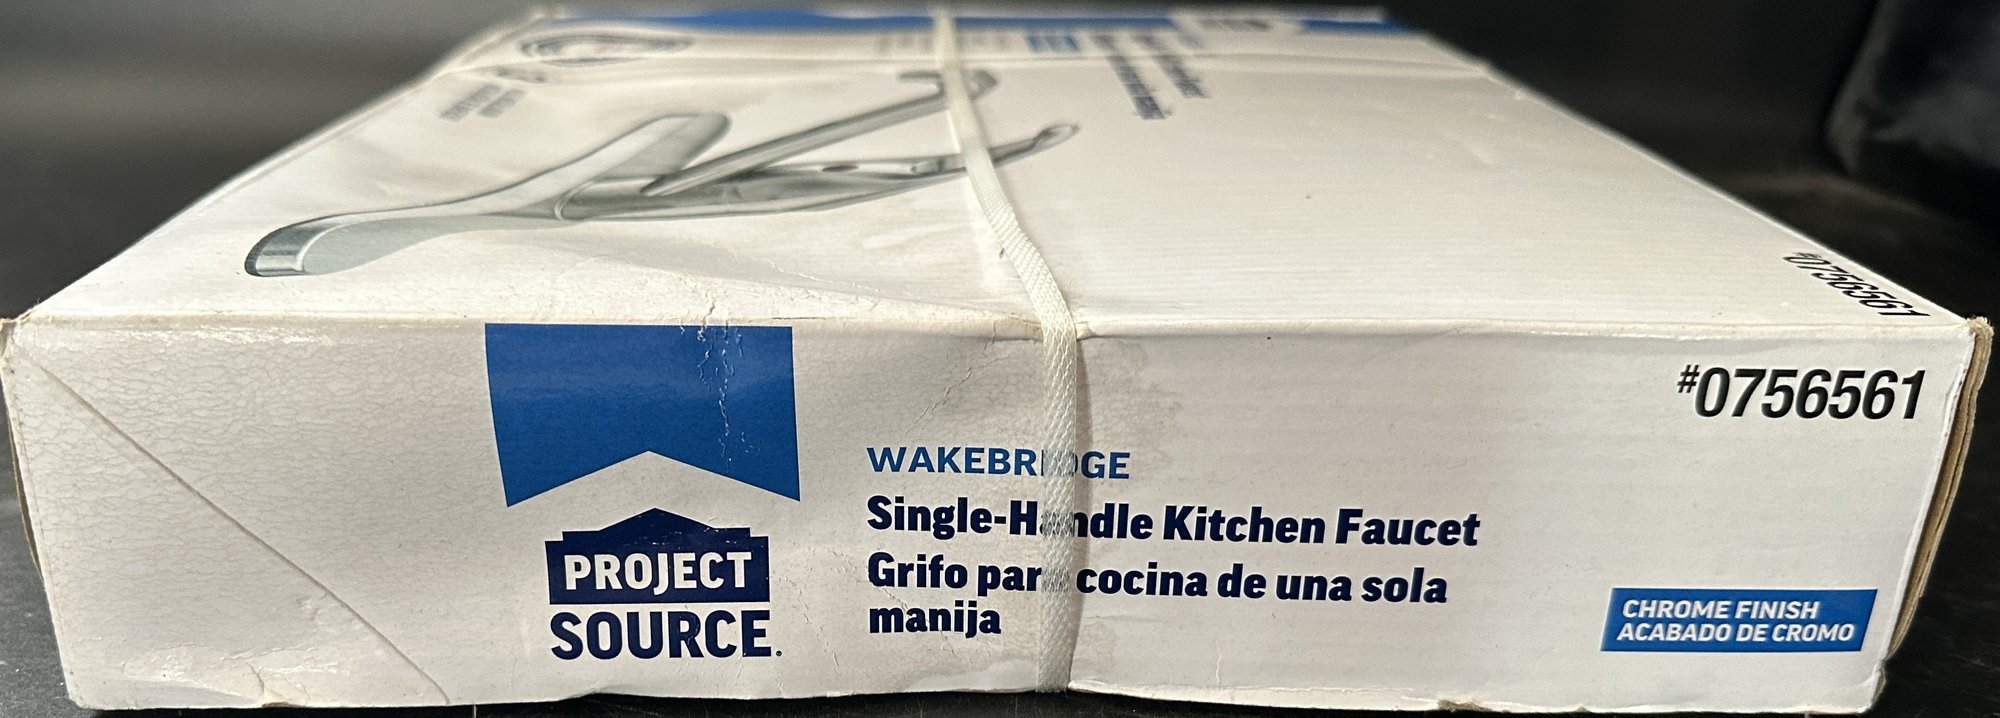 #0756561
PROJECT
SOURCE.
WAKEBRIDGE
Single-Handle Kitchen Faucet
Grifo para cocina de una sola
manija
#0756561
CHROME FINISH
ACABADO DE CROMO